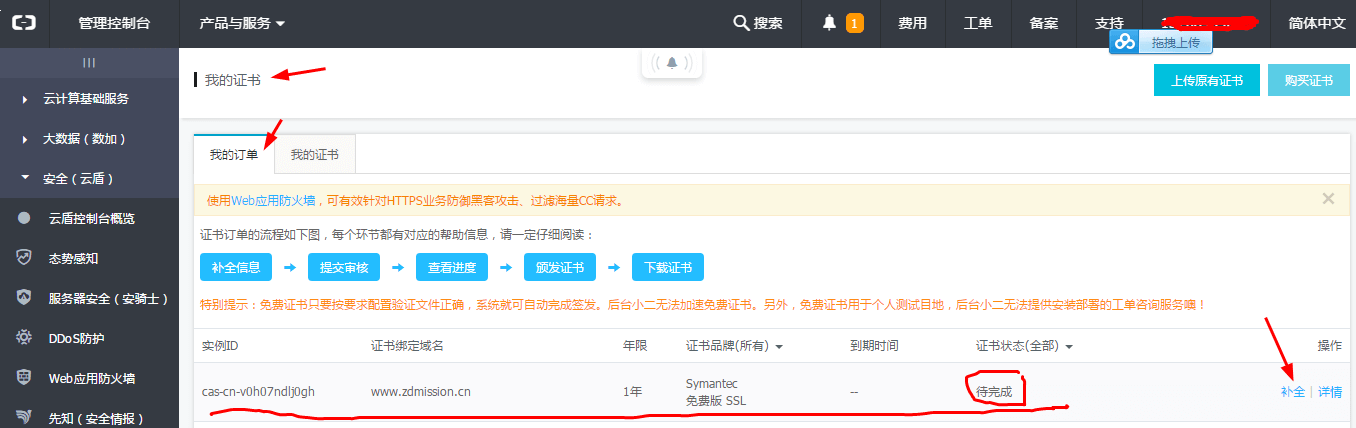 管理控制台 产品与服务 搜索 1 费用 工单 备案 支持 简体中文
拖拽上传
我的证书 上传原有证书 购买证书
云计算基础服务
大数据（数加）
安全（云盾）
云盾控制台概览
态势感知
服务器安全（安骑士）
DDoS防护
Web应用防火墙
先知（安全情报）
我的订单 我的证书
使用Web应用防火墙，可有效针对HTTPS业务防御黑客攻击、过滤海量CC请求。
证书订单的流程如下图，每个环节都有对应的帮助信息，请一定仔细阅读：
补全信息 提交审核 查看进度 颁发证书 下载证书
特别提示：免费证书只要按要求配置验证文件正确，系统就可自动完成签发。后台小二无法加速免费证书。另外，免费证书用于个人测试目地，后台小二无法提供安装部署的工单咨询服务噢！
实例ID 证书绑定域名 年限 证书品牌(所有) 到期时间 证书状态(全部) 操作
cas-cn-v0h07ndlj0gh www.zdmission.cn 1年 Symantec 免费版 SSL -- 待完成 补全 | 详情